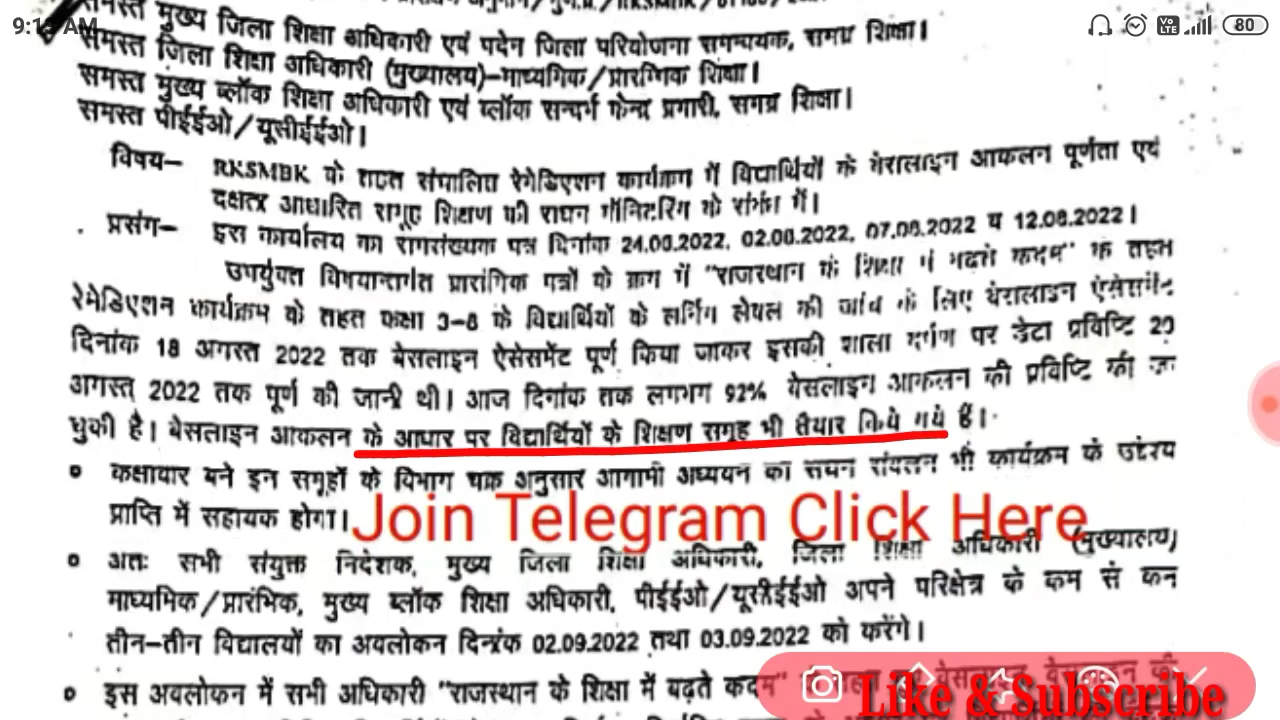 9:13 AM
80
समस्त मुख्य जिला शिक्षा अधिकारी एवं पदेन जिला परियोजना समन्वयक, समग्र शिक्षा।
समस्त जिला शिक्षा अधिकारी (मुख्यालय)–माध्यमिक/प्रारम्भिक शिक्षा।
समस्त मुख्य ब्लॉक शिक्षा अधिकारी एवं ब्लॉक सन्दर्भ केन्द्र प्रभारी, समग्र शिक्षा।
समस्त पीईईओ/यूसीईईओ।
विषय– RKSMBK के तहत संचालित रेमेडिएशन कार्यक्रम में विद्यार्थियों के बेसलाइन आकलन पूर्णता एवं
दक्षता आधारित समूह शिक्षण की सघन मॉनिटरिंग के संबंध में।
प्रसंग– इस कार्यालय का समसंख्यक पत्र दिनांक 24.06.2022, 02.08.2022, 07.08.2022 व 12.08.2022।
उपर्युक्त विषयान्तर्गत प्रासंगिक पत्रों के क्रम में "राजस्थान के शिक्षा में बढ़ते कदम" के तहत
रेमेडिएशन कार्यक्रम के तहत कक्षा 3-8 के विद्यार्थियों के लर्निंग लेवल की जांच के लिए बेसलाइन ऐसेसमेंट
दिनांक 18 अगस्त 2022 तक बेसलाइन ऐसेसमेंट पूर्ण किया जाकर इसकी शाला दर्पण पर डेटा प्रविष्टि 29
अगस्त 2022 तक पूर्ण की जानी थी। आज दिनांक तक लगभग 92% बेसलाइन आकलन की प्रविष्टि की जा
चुकी है। बेसलाइन आकलन के आधार पर विद्यार्थियों के शिक्षण समूह भी तैयार किये गये हैं।
कक्षावार बने इन समूहों के विभाग चक्र अनुसार आगामी अध्ययन का सघन संबलन भी कार्यक्रम के उद्देश्य
प्राप्ति में सहायक होगा।
Join Telegram Click Here
अतः सभी संयुक्त निदेशक, मुख्य जिला शिक्षा अधिकारी, जिला शिक्षा अधिकारी (मुख्यालय)
माध्यमिक/प्रारंभिक, मुख्य ब्लॉक शिक्षा अधिकारी, पीईईओ/यूसीईईओ अपने परिक्षेत्र के कम से कम
तीन–तीन विद्यालयों का अवलोकन दिनांक 02.09.2022 तथा 03.09.2022 को करेंगे।
इस अवलोकन में सभी अधिकारी "राजस्थान के शिक्षा में बढ़ते कदम"
Like & Subscribe